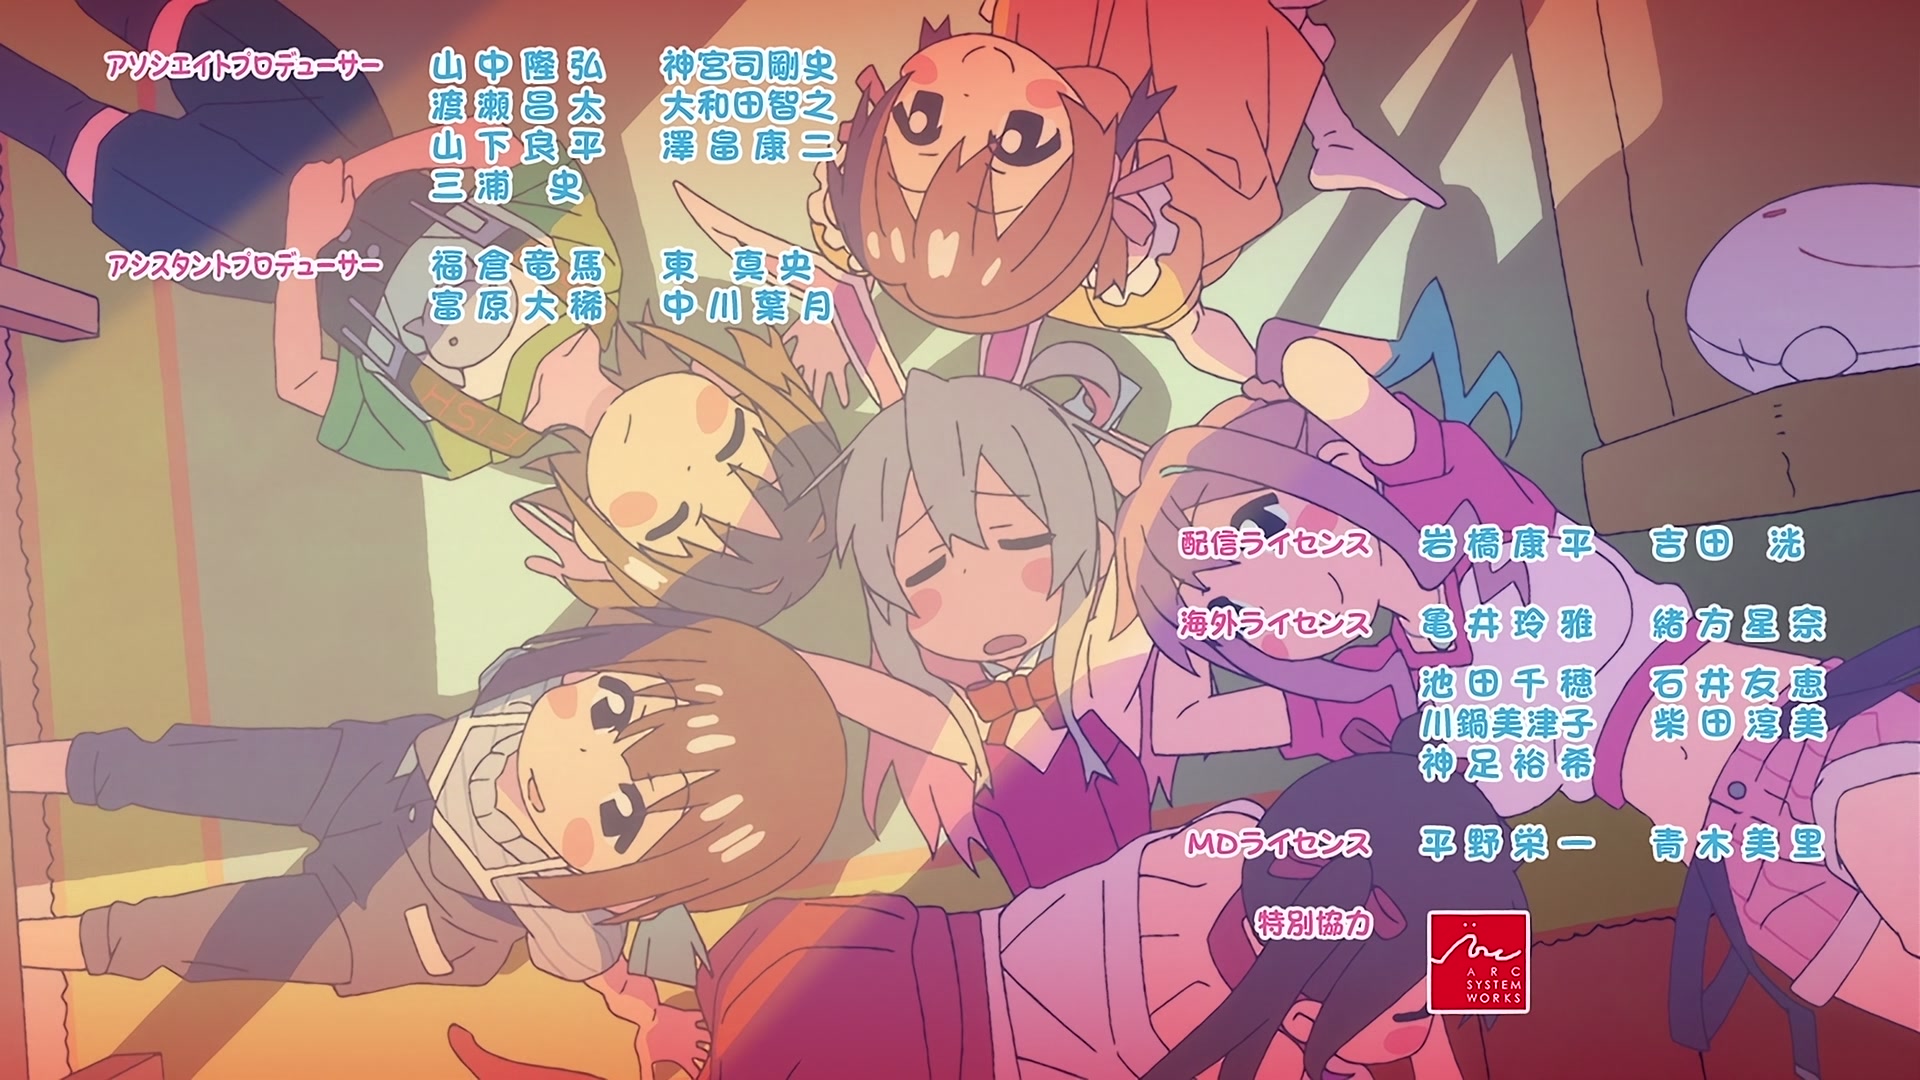 アソシエイトプロデューサー 山中隆弘 神宮司剛史
渡瀬昌太 大和田智之
山下良平 澤畠康二
三浦 史
アシスタントプロデューサー 福倉竜馬 東 真央
富原大稀 中川葉月
FISH
配信ライセンス 岩橋康平 吉田 洸
海外ライセンス 亀井玲雅 緒方星奈
池田千穂 石井友恵
川鍋美津子 柴田淳美
神足裕希
MDライセンス 平野栄一 青木美里
特別協力
ARC
SYSTEM
WORKS